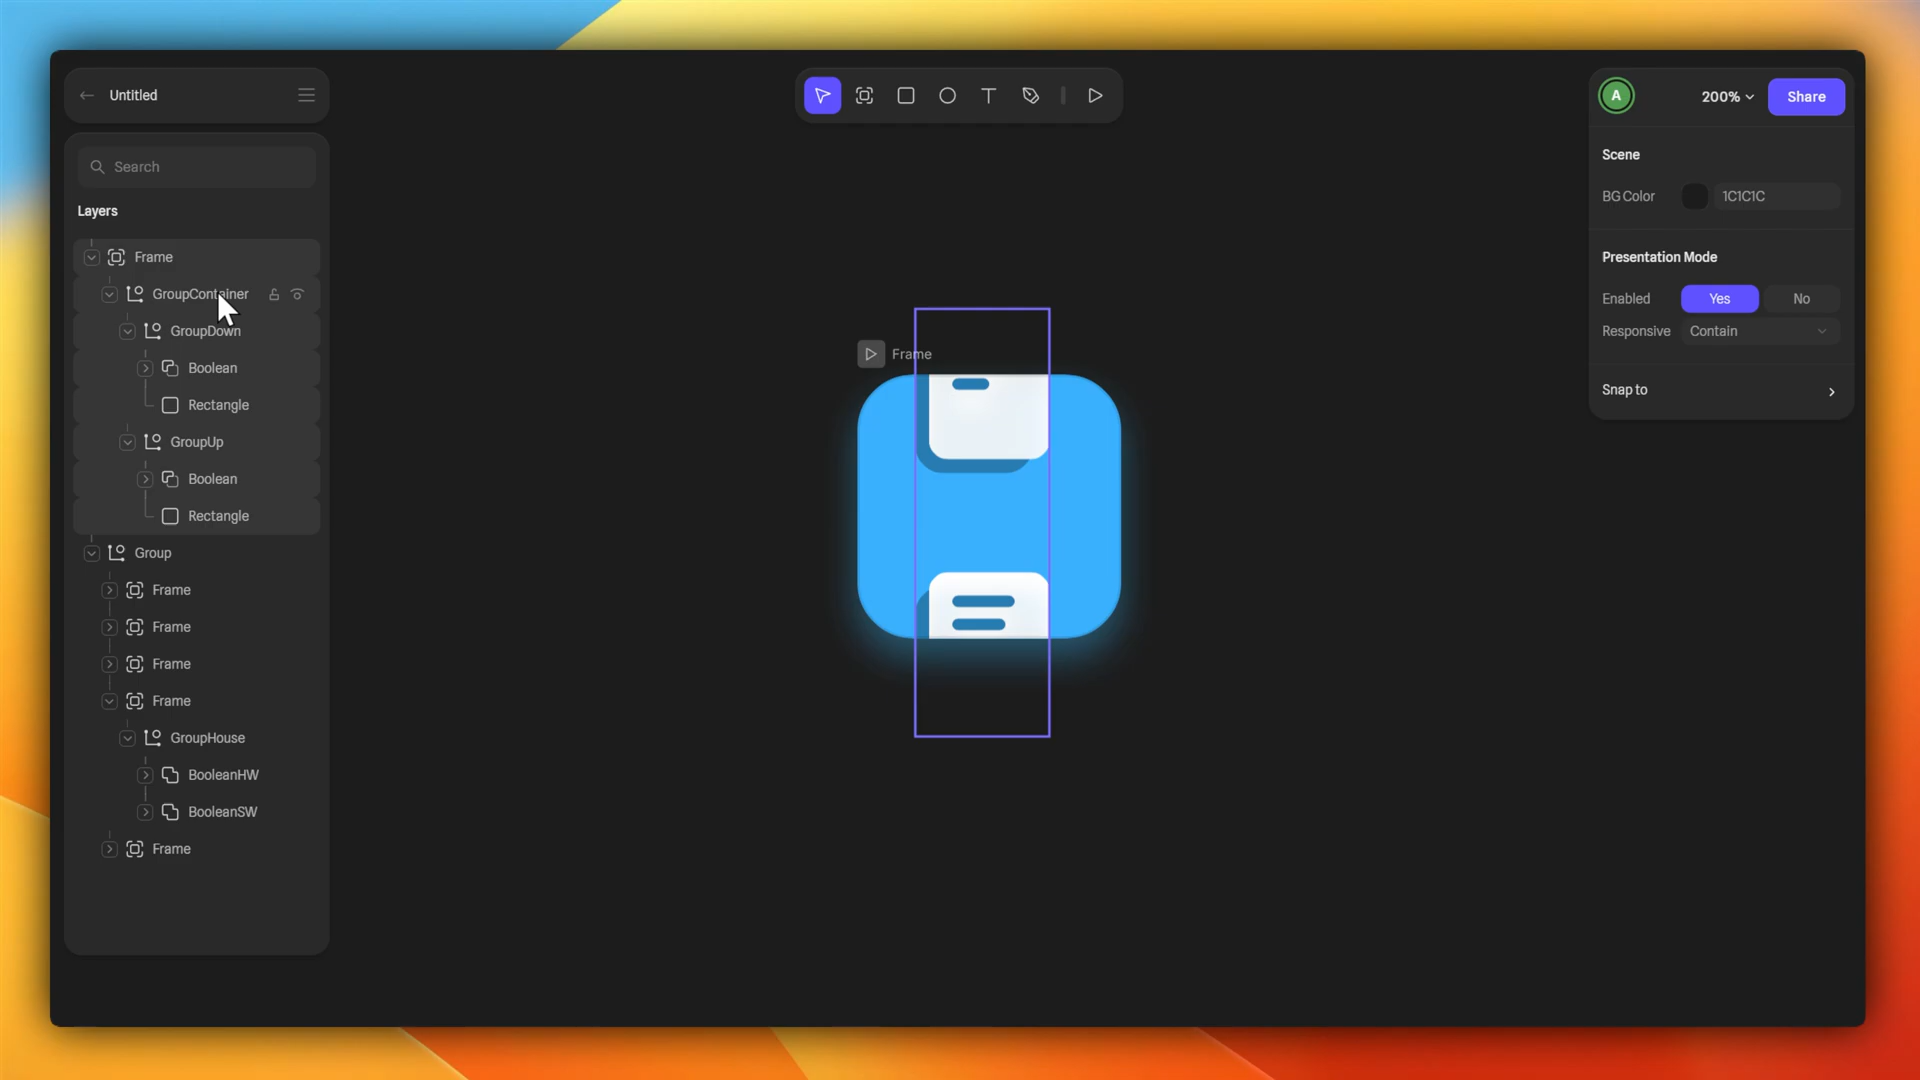 Untitled
Search
Layers
Frame
GroupContainer
GroupDown
Boolean
Rectangle
GroupUp
Boolean
Rectangle
Group
Frame
Frame
Frame
Frame
GroupHouse
BooleanHW
BooleanSW
Frame
Frame
A
200%
Share
Scene
BG Color
1C1C1C
Presentation Mode
Enabled
Yes
No
Responsive
Contain
Snap to